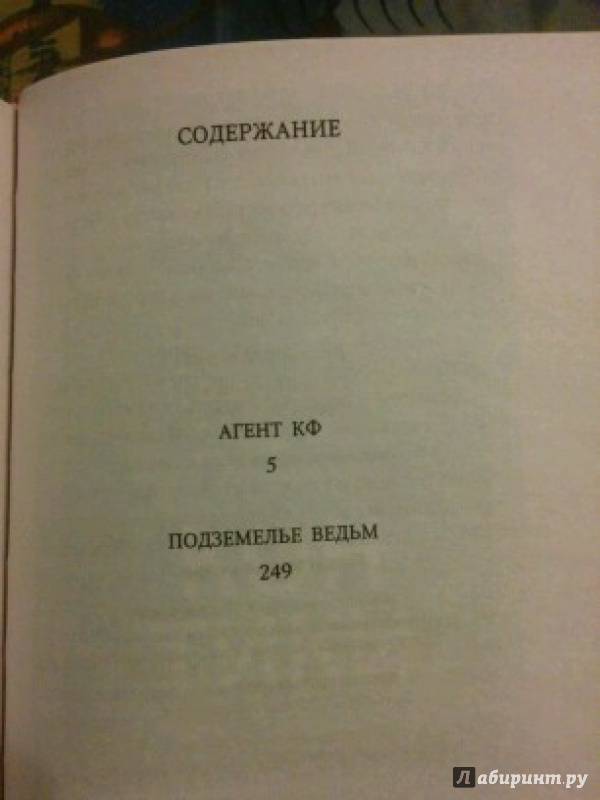 СОДЕРЖАНИЕ
АГЕНТ КФ
5
ПОДЗЕМЕЛЬЕ ВЕДЬМ
249
Лабиринт.ру